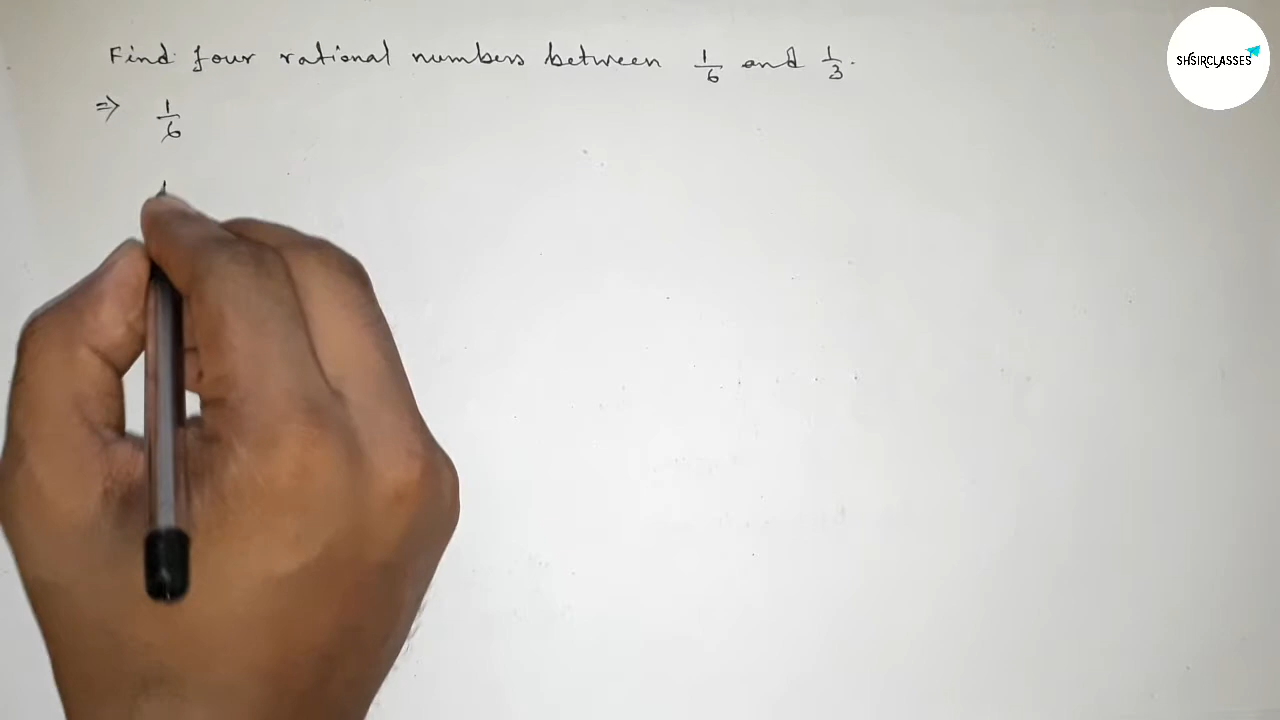 Find four rational numbers between 1/6 and 1/3.
⇒ 1/6
SHSIRCLASSES